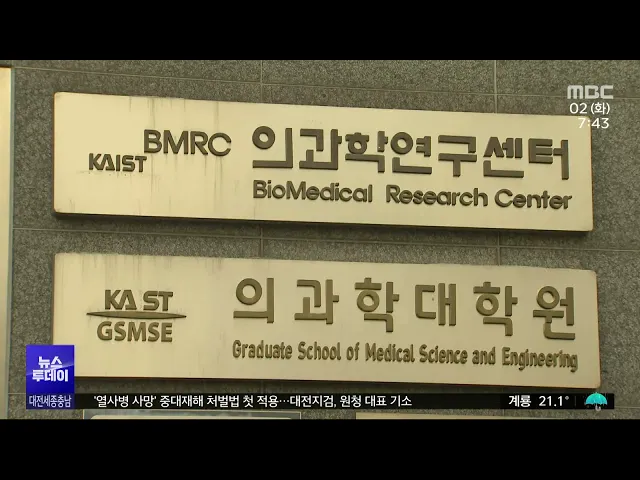 MBC
02(화)
7:43
KAIST BMRC 의과학연구센터
BioMedical Research Center
KAIST 의과학대학원
GSMSE Graduate School of Medical Science and Engineering
뉴스
투데이
대전세종충남 '열사병 사망' 중대재해 처벌법 첫 적용…대전지검, 원청 대표 기소 계룡 21.1°